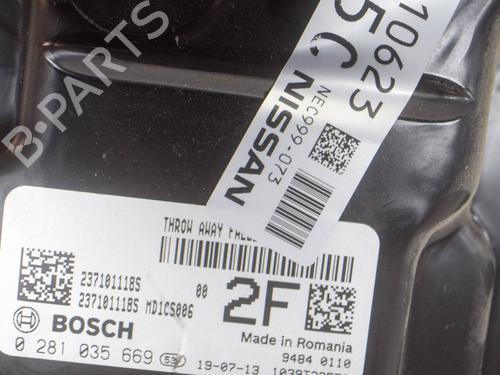 B-PARTS
10623
5C
NEC999-073
NISSAN
THROW AWAY
237101118S 00
237101118S MD1CS006
2F
BOSCH
Made in Romania
0 281 035 669 53
9484 0110
19-07-13